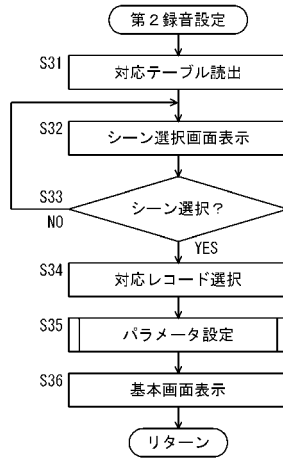 第２録音設定
S31
対応テーブル読出
S32
シーン選択画面表示
S33
シーン選択？
NO
YES
S34
対応レコード選択
S35
パラメータ設定
S36
基本画面表示
リターン